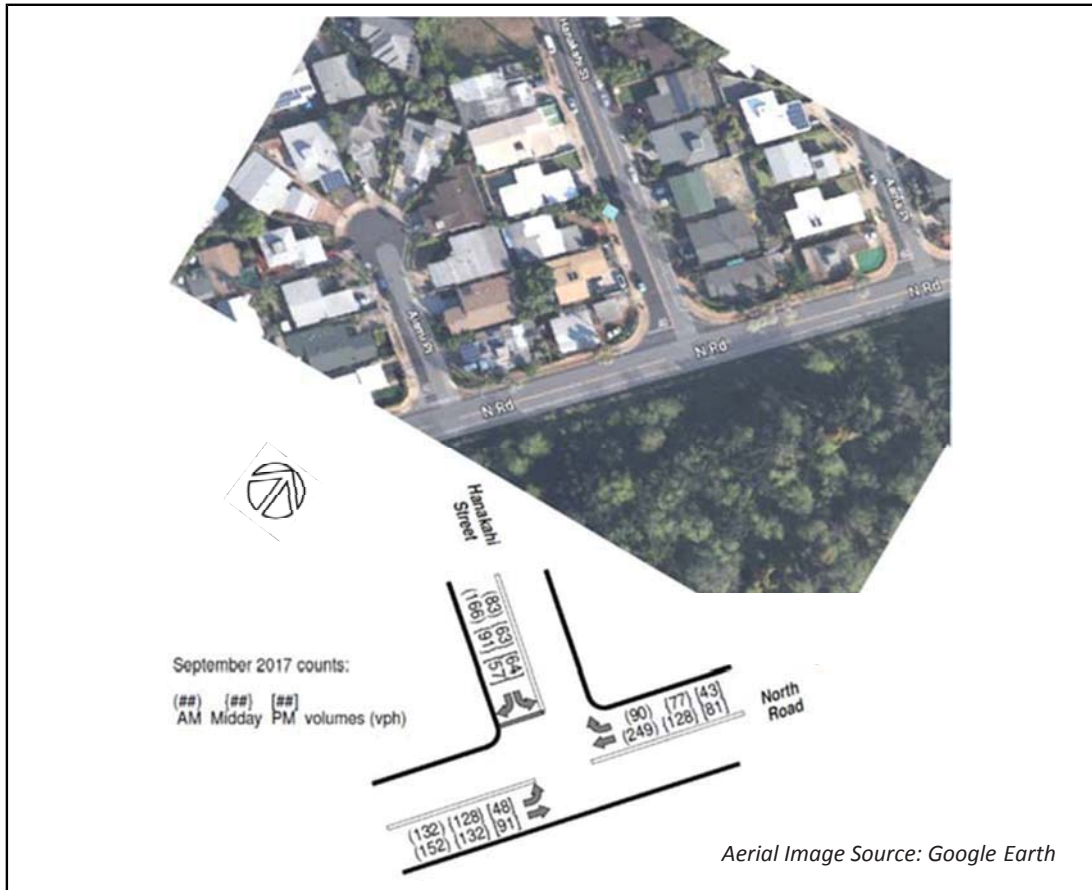 Hanakahi St
Pl
Pl
N Rd
N Rd
N Rd
Hanakahi
Street
(83) {63} [64]
(166) {91} [57]
September 2017 counts:
(##) {##} [##]
AM Midday PM volumes (vph)
(90) {77} [43]
(249) {128} [81]
North
Road
(132) {128} [48]
(152) {132} [91]
Aerial Image Source: Google Earth